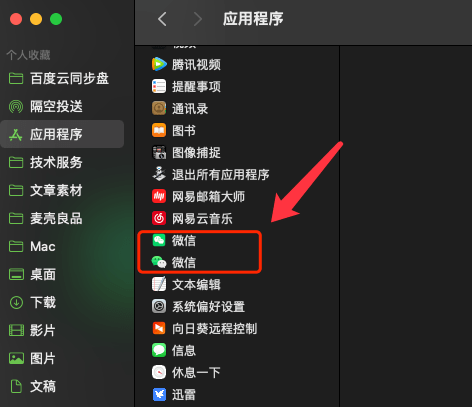 个人收藏
百度云同步盘
隔空投送
应用程序
技术服务
文章素材
麦壳良品
Mac
桌面
下载
影片
图片
文稿
应用程序
腾讯视频
提醒事项
通讯录
图书
图像捕捉
退出所有应用程序
网易邮箱大师
网易云音乐
微信
微信
文本编辑
系统偏好设置
向日葵远程控制
信息
休息一下
迅雷